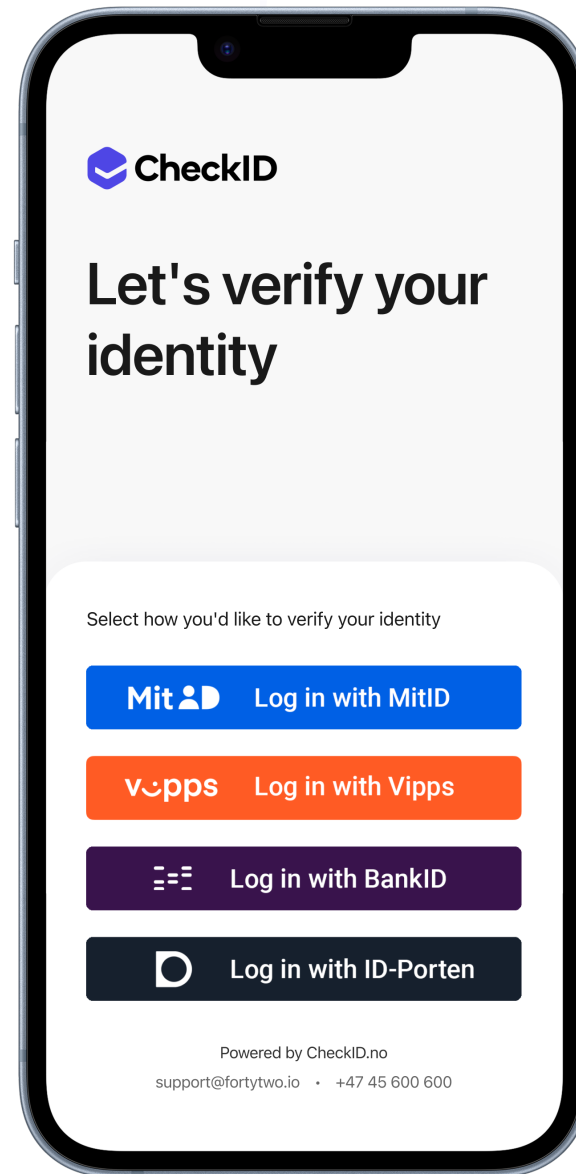 CheckID
Let's verify your
identity
Select how you'd like to verify your identity
MitID Log in with MitID
vipps Log in with Vipps
Log in with BankID
Log in with ID-Porten
Powered by CheckID.no
support@fortytwo.io • +47 45 600 600